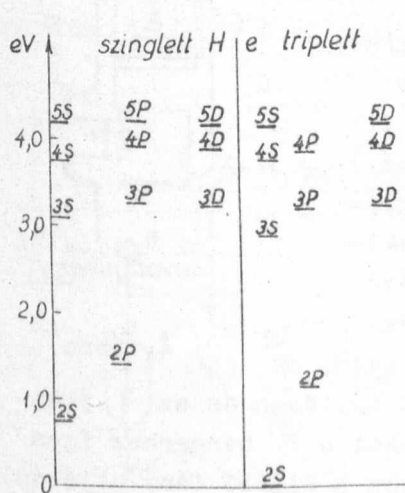 eV szinglett He triplett
5S 5P 5D 5S 5D
4,0 4S 4P 4D 4S 4P 4D
3S 3P 3D 3S 3P 3D
3,0
2,0
2P 2P
1,0
2S
0 2S